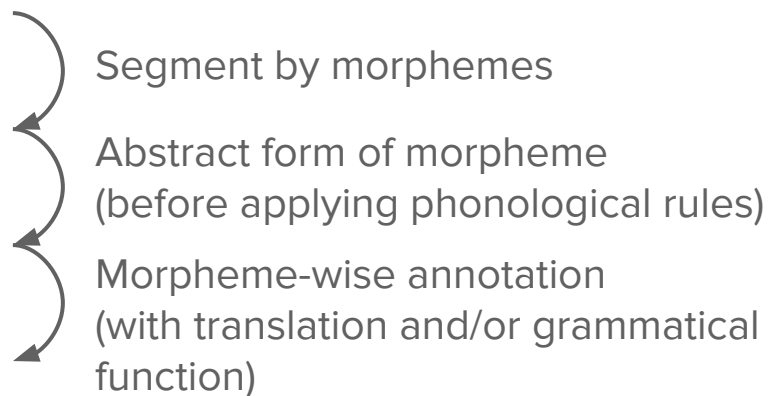 Segment by morphemes
Abstract form of morpheme
(before applying phonological rules)
Morpheme-wise annotation
(with translation and/or grammatical
function)